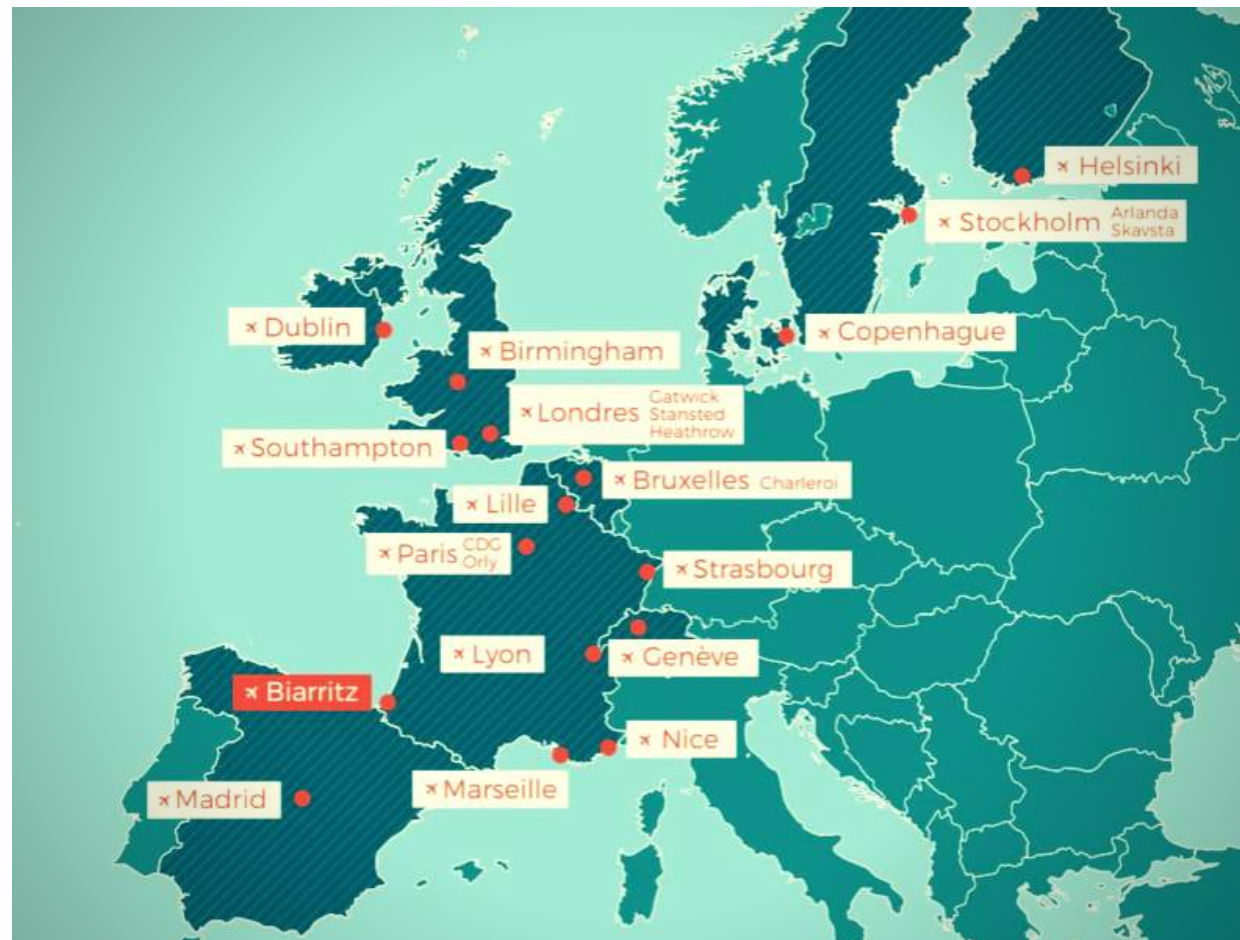 Helsinki
Stockholm Arlanda
Skavsta
Dublin
Copenhague
Birmingham
Londres Gatwick
Stansted
Heathrow
Southampton
Bruxelles Charleroi
Lille
Paris CDG
Orly
Strasbourg
Lyon
Genève
Biarritz
Nice
Marseille
Madrid